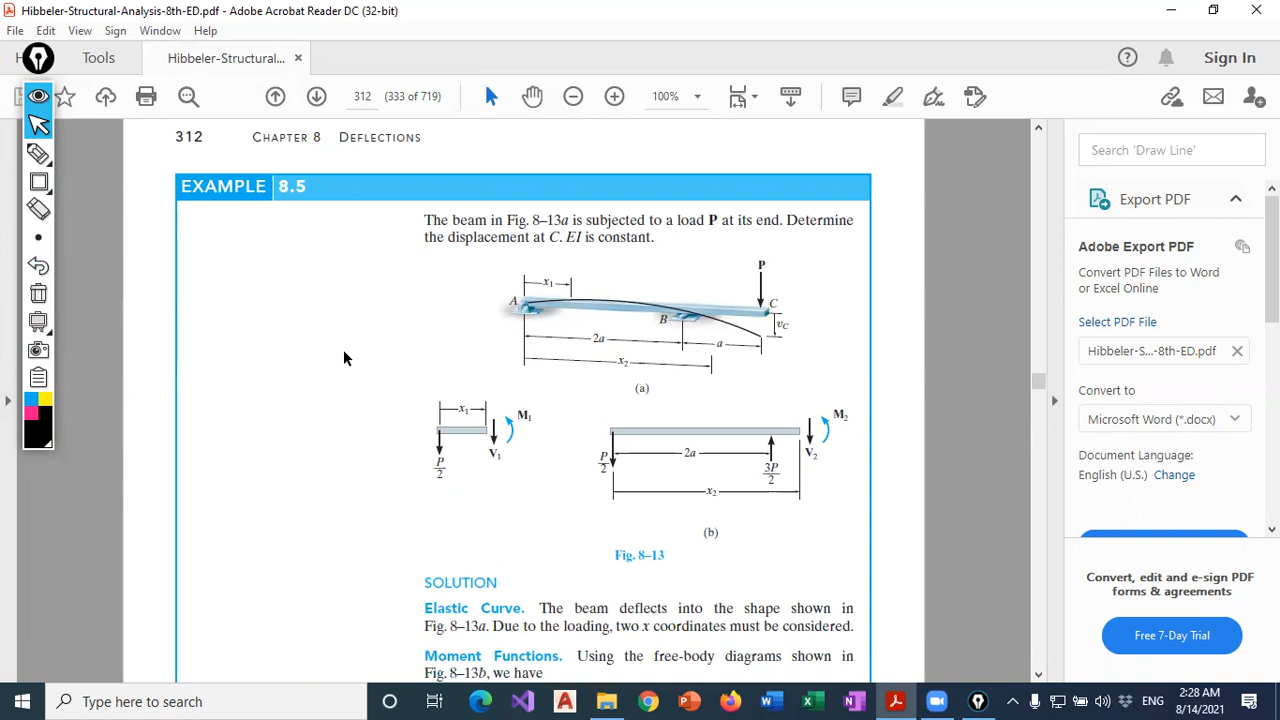 Hibbeler-Structural-Analysis-8th-ED.pdf - Adobe Acrobat Reader DC (32-bit)
File Edit View Sign Window Help
Tools
Hibbeler-Structural... ×
Sign In
312 (333 of 719)
100%
312 CHAPTER 8 DEFLECTIONS
EXAMPLE 8.5
The beam in Fig. 8–13a is subjected to a load P at its end. Determine
the displacement at C. EI is constant.
P
x1
A
C
B
vC
2a
a
x2
(a)
x1
M1
P
2
V1
M2
P
2
2a
3P
2
V2
x2
(b)
Fig. 8–13
SOLUTION
Elastic Curve. The beam deflects into the shape shown in
Fig. 8–13a. Due to the loading, two x coordinates must be considered.
Moment Functions. Using the free-body diagrams shown in
Fig. 8–13b, we have
Search 'Draw Line'
Export PDF
Adobe Export PDF
Convert PDF Files to Word
or Excel Online
Select PDF File
Hibbeler-S...-8th-ED.pdf
Convert to
Microsoft Word (*.docx)
Document Language:
English (U.S.) Change
Convert, edit and e-sign PDF
forms & agreements
Free 7-Day Trial
Type here to search
ENG
2:28 AM
8/14/2021